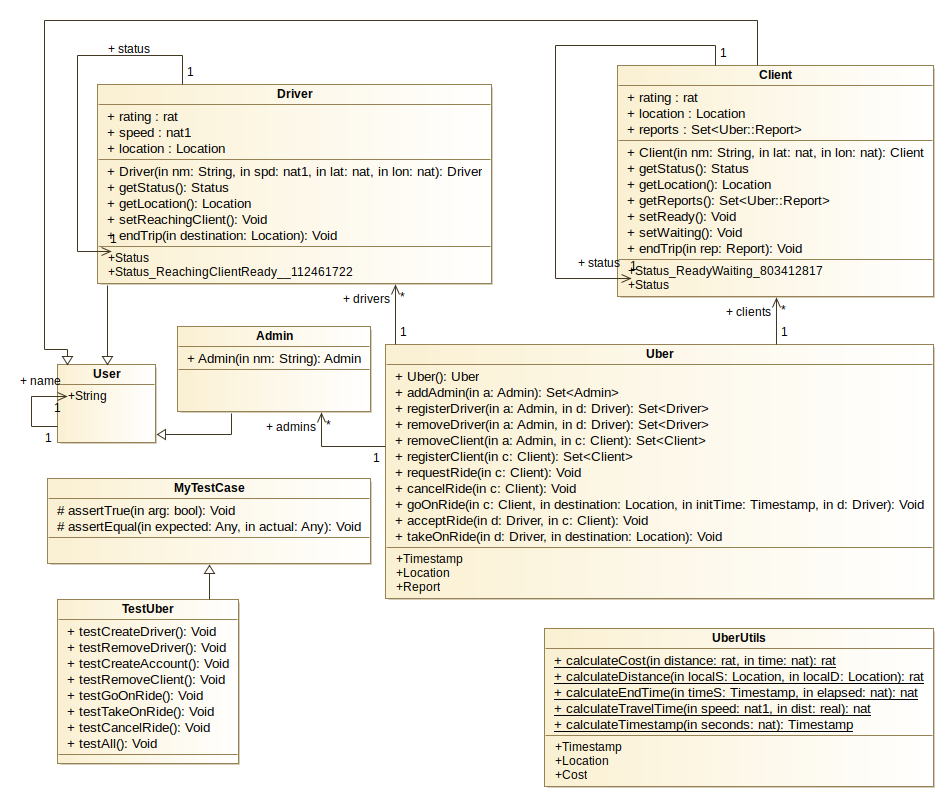 + status
1
Driver
+ rating : rat
+ speed : nat1
+ location : Location
+ Driver(in nm: String, in spd: nat1, in lat: nat, in lon: nat): Driver
+ getStatus(): Status
+ getLocation(): Location
+ setReachingClient(): Void
+ endTrip(in destination: Location): Void
1
+Status
+Status_ReachingClientReady__112461722
1
Client
+ rating : rat
+ location : Location
+ reports : Set<Uber::Report>
+ Client(in nm: String, in lat: nat, in lon: nat): Client
+ getStatus(): Status
+ getLocation(): Location
+ getReports(): Set<Uber::Report>
+ setReady(): Void
+ setWaiting(): Void
+ endTrip(in rep: Report): Void
+ status
1
+Status_ReadyWaiting_803412817
+Status
+ drivers
*
1
+ clients
*
1
Admin
+ Admin(in nm: String): Admin
User
+ name
+String
1
1
+ admins
*
1
Uber
+ Uber(): Uber
+ addAdmin(in a: Admin): Set<Admin>
+ registerDriver(in a: Admin, in d: Driver): Set<Driver>
+ removeDriver(in a: Admin, in d: Driver): Set<Driver>
+ removeClient(in a: Admin, in c: Client): Set<Client>
+ registerClient(in c: Client): Set<Client>
+ requestRide(in c: Client): Void
+ cancelRide(in c: Client): Void
+ goOnRide(in c: Client, in destination: Location, in initTime: Timestamp, in d: Driver): Void
+ acceptRide(in d: Driver, in c: Client): Void
+ takeOnRide(in d: Driver, in destination: Location): Void
+Timestamp
+Location
+Report
MyTestCase
# assertTrue(in arg: bool): Void
# assertEqual(in expected: Any, in actual: Any): Void
TestUber
+ testCreateDriver(): Void
+ testRemoveDriver(): Void
+ testCreateAccount(): Void
+ testRemoveClient(): Void
+ testGoOnRide(): Void
+ testTakeOnRide(): Void
+ testCancelRide(): Void
+ testAll(): Void
UberUtils
+ calculateCost(in distance: rat, in time: nat): rat
+ calculateDistance(in localS: Location, in localD: Location): rat
+ calculateEndTime(in timeS: Timestamp, in elapsed: nat): nat
+ calculateTravelTime(in speed: nat1, in dist: real): nat
+ calculateTimestamp(in seconds: nat): Timestamp
+Timestamp
+Location
+Cost